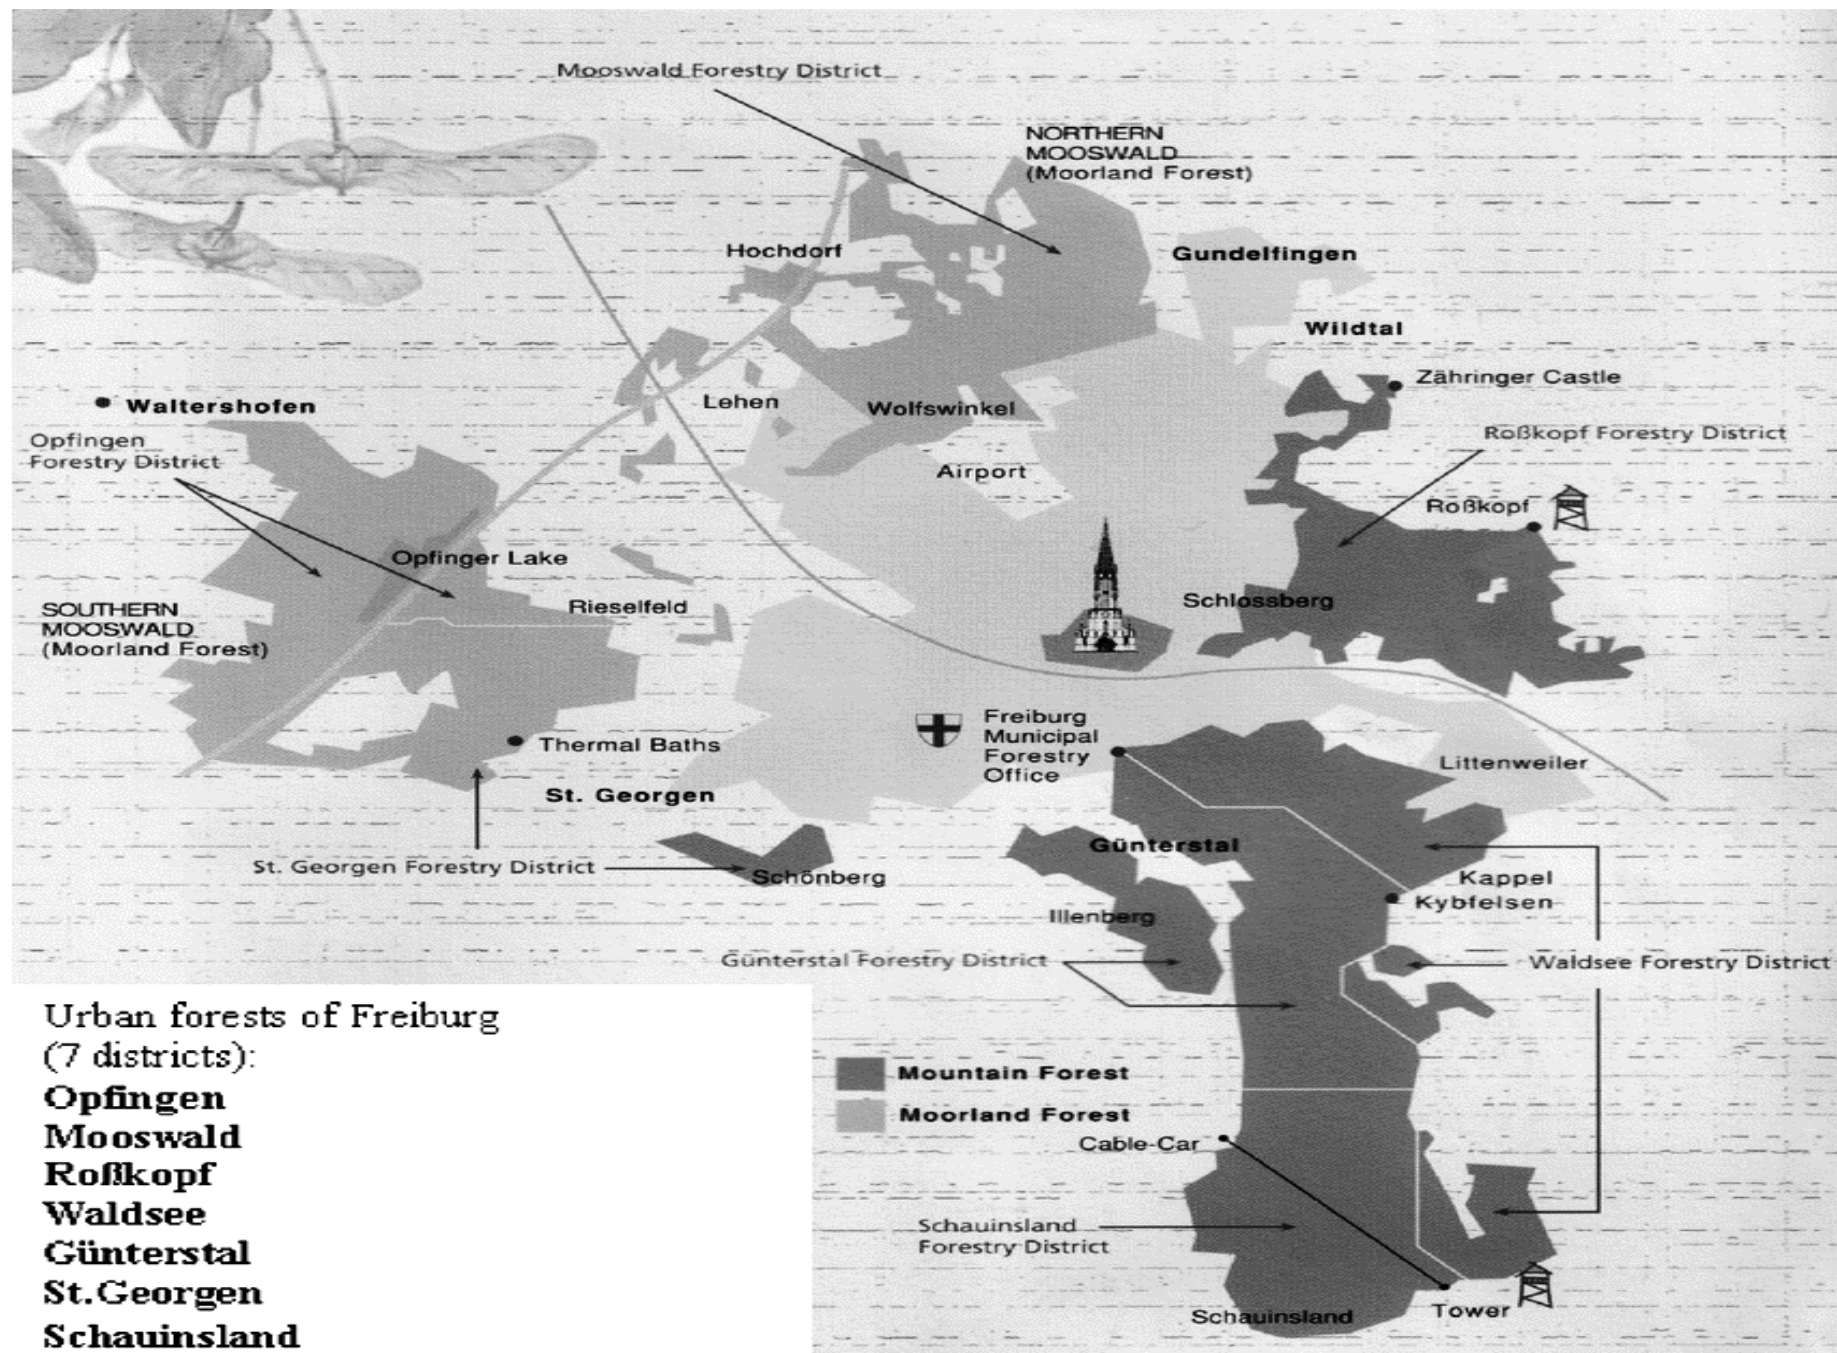 Mooswald Forestry District
NORTHERN
MOOSWALD
(Moorland Forest)
Hochdorf
Gundelfingen
Wildtal
Zähringer Castle
Waltershofen
Lehen
Wolfswinkel
Opfingen
Forestry District
Roßkopf Forestry District
Airport
Roßkopf
Opfinger Lake
SOUTHERN
MOOSWALD
(Moorland Forest)
Rieselfeld
Schlossberg
Freiburg
Municipal
Forestry
Office
Thermal Baths
Littenweiler
St. Georgen
Günterstal
St. Georgen Forestry District
Schönberg
Kappel
Kybfelsen
Illenberg
Günterstal Forestry District
Waldsee Forestry District
Urban forests of Freiburg
(7 districts):
Opfingen
Mooswald
Roßkopf
Waldsee
Günterstal
St.Georgen
Schauinsland
Mountain Forest
Moorland Forest
Cable-Car
Schauinsland
Forestry District
Schauinsland
Tower